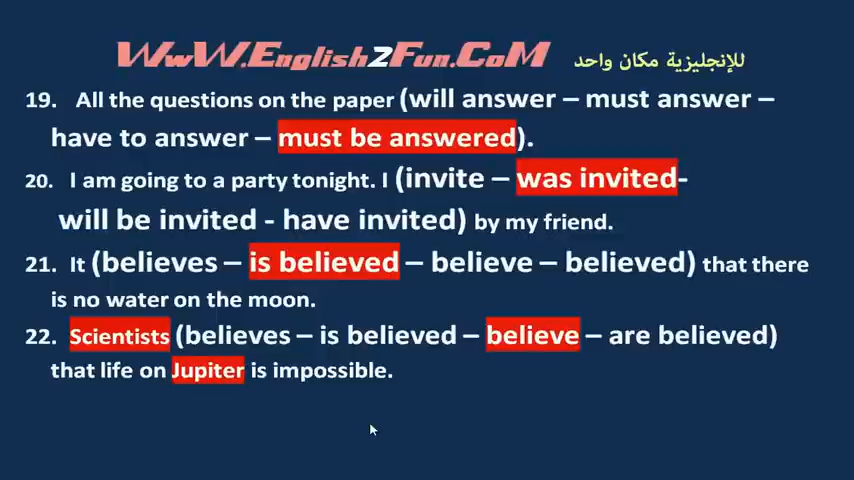 WwW.English2Fun.CoM للإنجليزية مكان واحد
19. All the questions on the paper (will answer – must answer –
have to answer – must be answered).
20. I am going to a party tonight. I (invite – was invited-
will be invited - have invited) by my friend.
21. It (believes – is believed – believe – believed) that there
is no water on the moon.
22. Scientists (believes – is believed – believe – are believed)
that life on Jupiter is impossible.